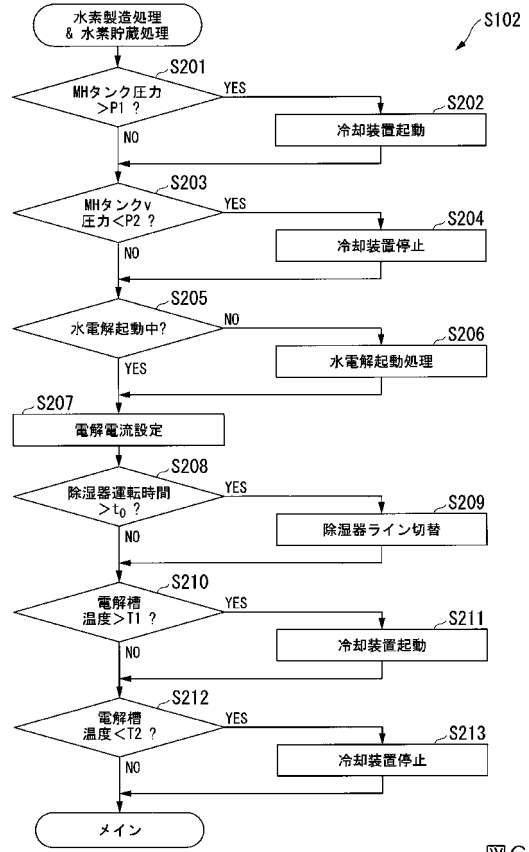 水素製造処理
& 水素貯蔵処理
S102
S201
MHタンク圧力
>P1 ?
YES
NO
S202
冷却装置起動
S203
MHタンクv
圧力<P2 ?
YES
NO
S204
冷却装置停止
S205
水電解起動中?
NO
YES
S206
水電解起動処理
S207
電解電流設定
S208
除湿器運転時間
>t0 ?
YES
NO
S209
除湿器ライン切替
S210
電解槽
温度>T1 ?
YES
NO
S211
冷却装置起動
S212
電解槽
温度<T2 ?
YES
NO
S213
冷却装置停止
メイン